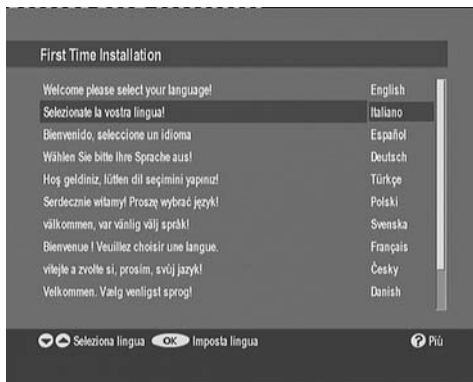 First Time Installation
Welcome please select your language! English
Selezionate la vostra lingua! Italiano
Bienvenido, seleccione un idioma Español
Wählen Sie bitte Ihre Sprache aus! Deutsch
Hoş geldiniz, lütfen dil seçimini yapınız! Türkçe
Serdecznie witamy! Proszę wybrać język! Polski
välkommen, var vänlig välj språk! Svenska
Bienvenue ! Veuillez choisir une langue. Français
vitejte a zvolte si, prosím, svůj jazyk! Česky
Velkommen. Vælg venligst sprog! Danish
Seleziona lingua OK Imposta lingua ? Più